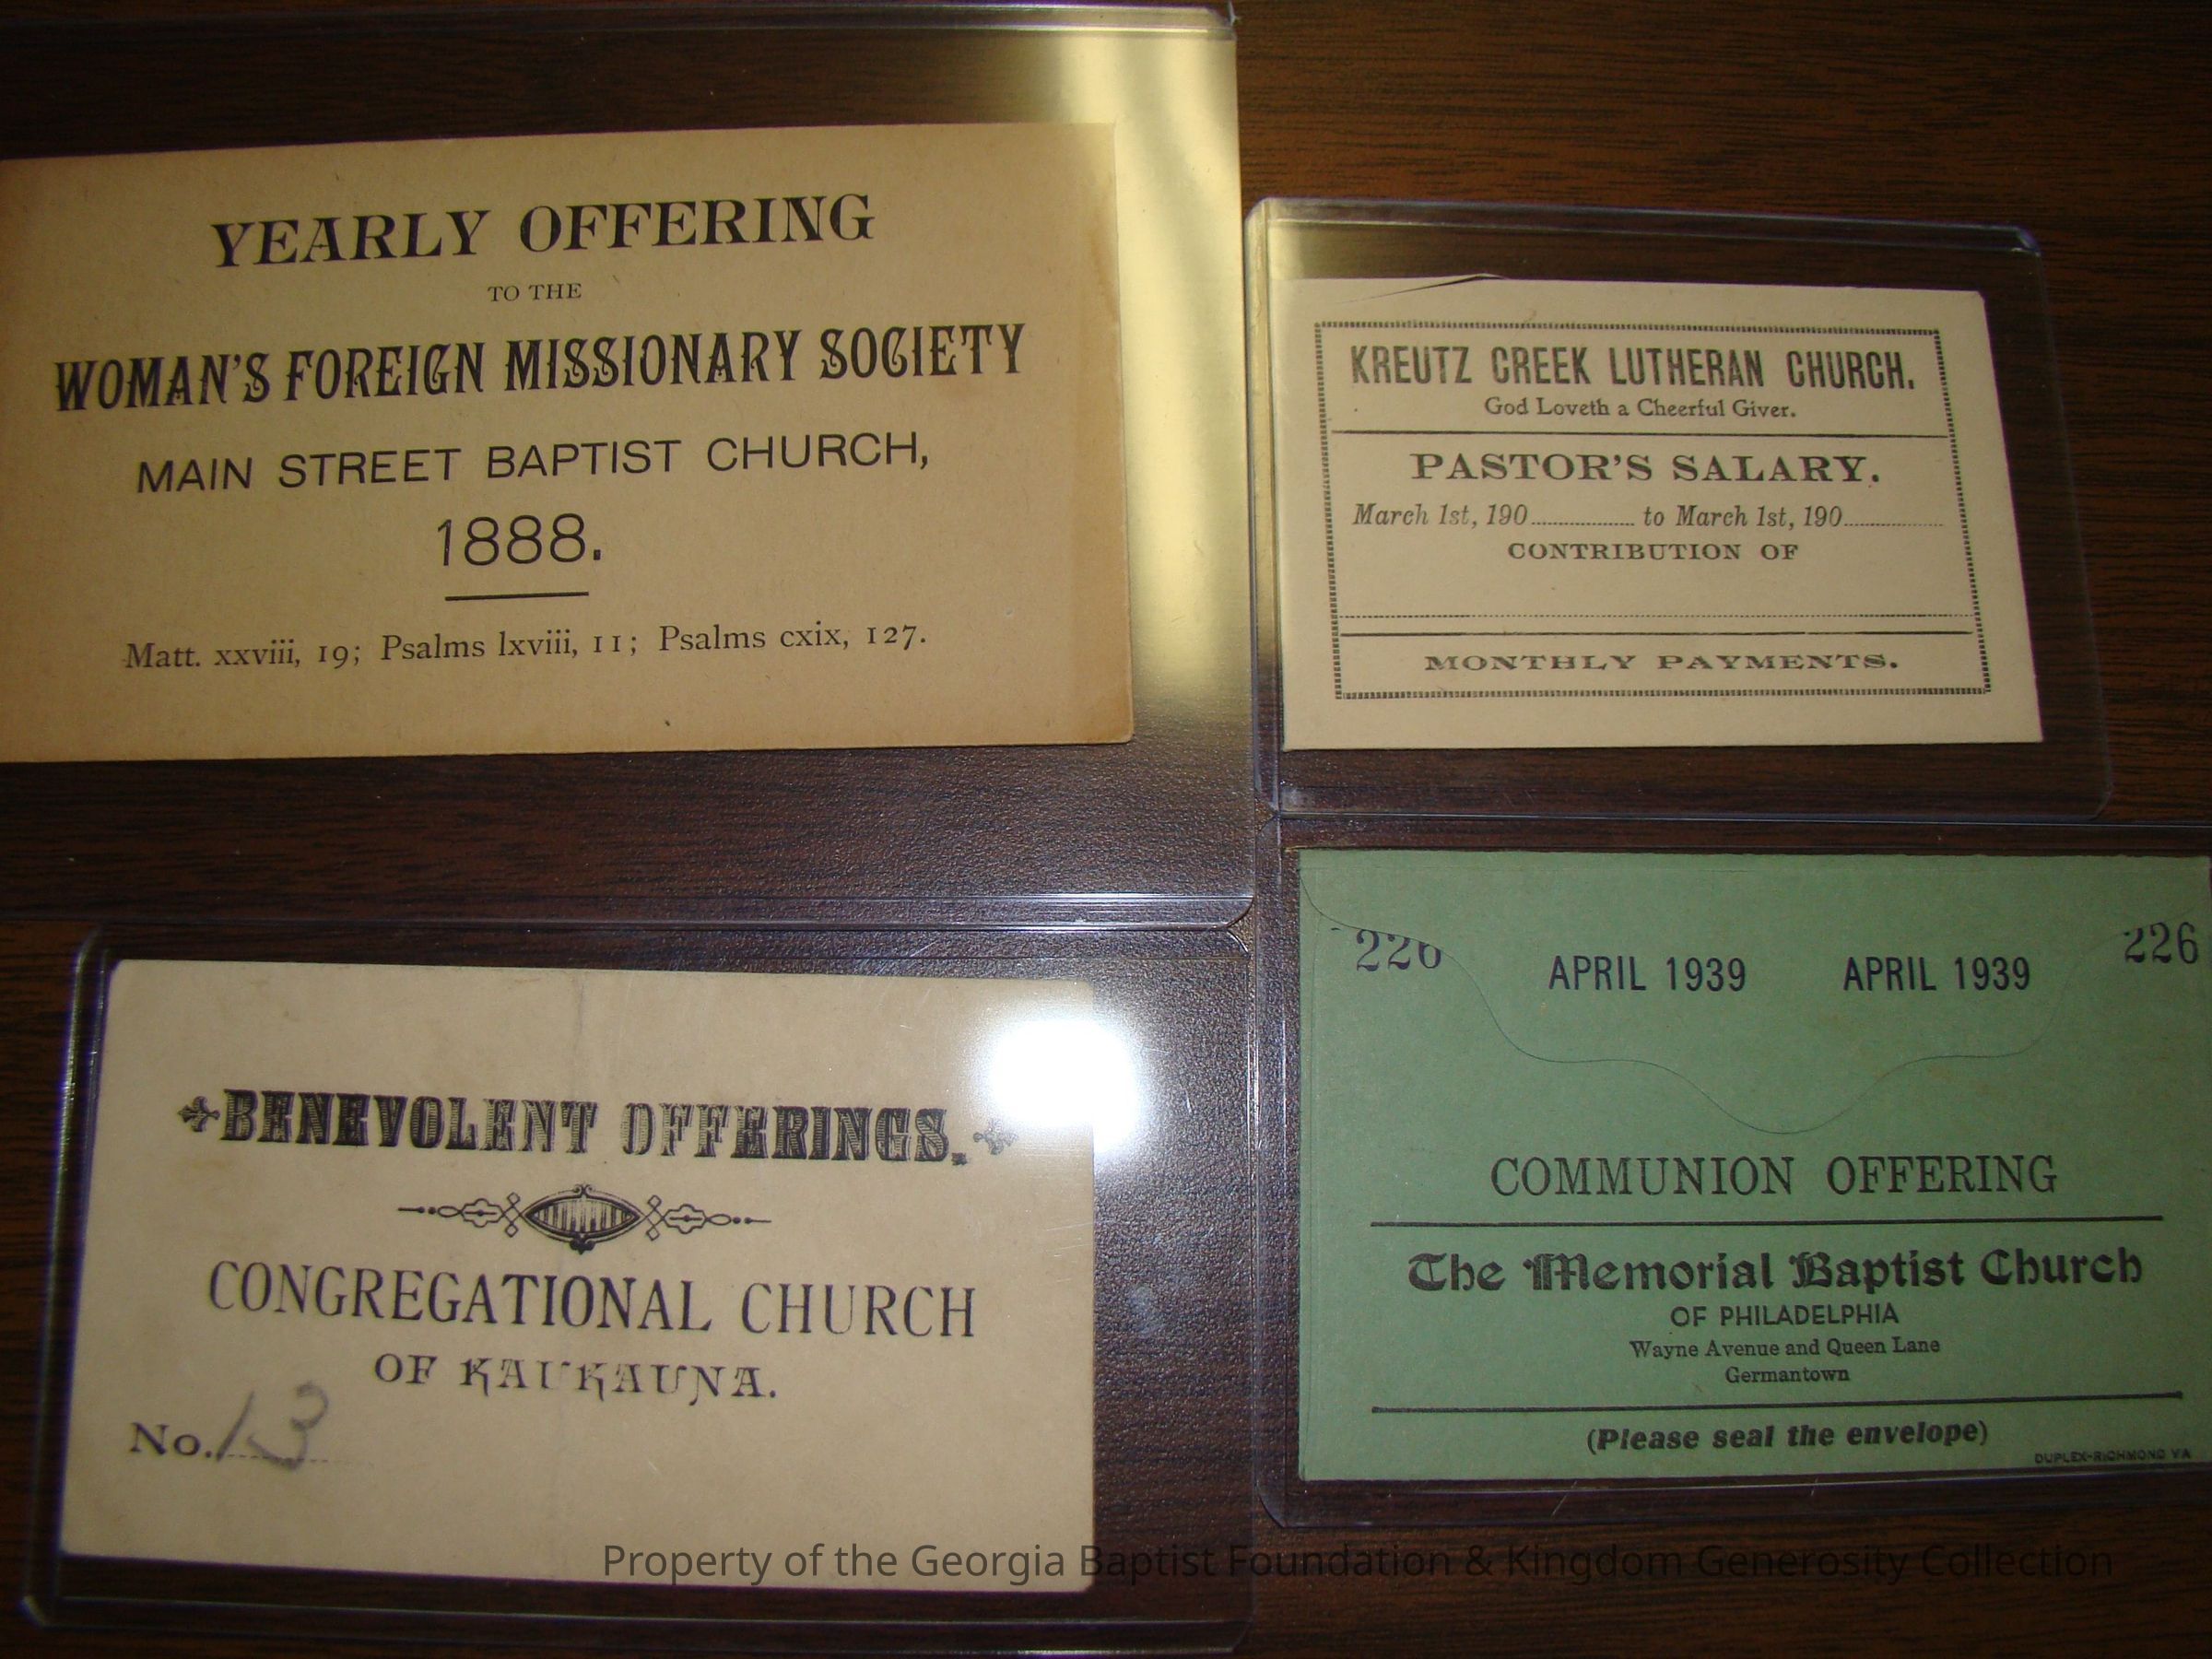 YEARLY OFFERING
TO THE
WOMAN'S FOREIGN MISSIONARY SOCIETY
MAIN STREET BAPTIST CHURCH,
1888.
Matt. xxviii, 19; Psalms lxviii, 11; Psalms cxix, 127.
KREUTZ CREEK LUTHERAN CHURCH.
God Loveth a Cheerful Giver.
PASTOR'S SALARY.
March 1st, 190 to March 1st, 190
CONTRIBUTION OF
MONTHLY PAYMENTS.
BENEVOLENT OFFERINGS.
CONGREGATIONAL CHURCH
OF KAUKAUNA.
No. 13
226 APRIL 1939 APRIL 1939 226
COMMUNION OFFERING
The Memorial Baptist Church
OF PHILADELPHIA
Wayne Avenue and Queen Lane
Germantown
(Please seal the envelope)
DUPLEX-RICHMOND VA
Property of the Georgia Baptist Foundation & Kingdom Generosity Collection